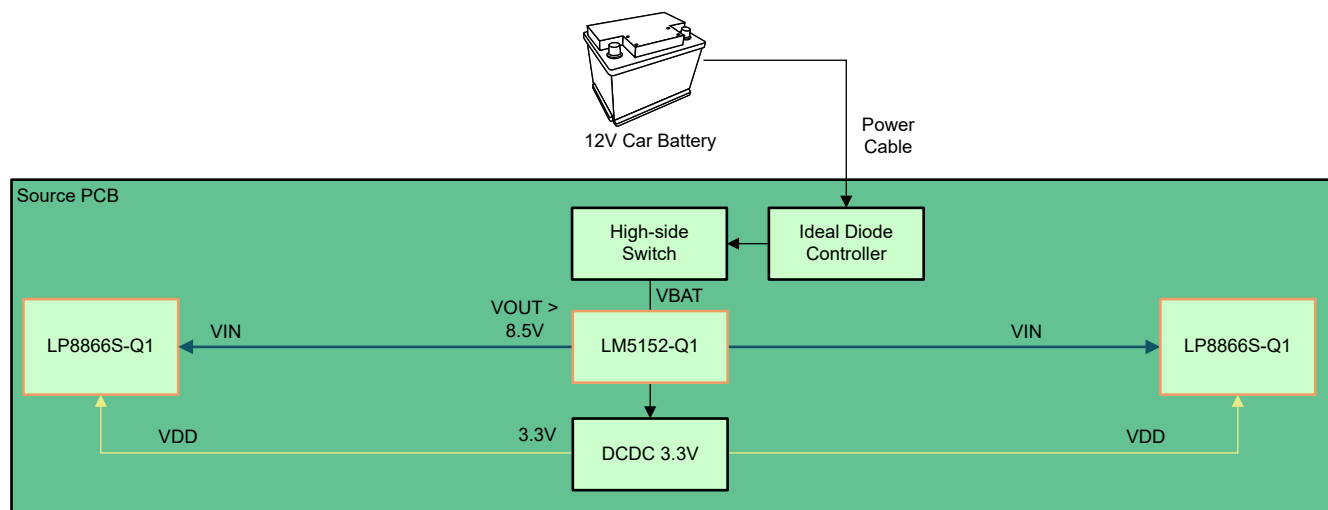 12V Car Battery
Power
Cable
Source PCB
High-side
Switch
Ideal Diode
Controller
VBAT
VOUT >
8.5V
LP8866S-Q1
VIN
LM5152-Q1
VIN
LP8866S-Q1
VDD
3.3V
DCDC 3.3V
VDD